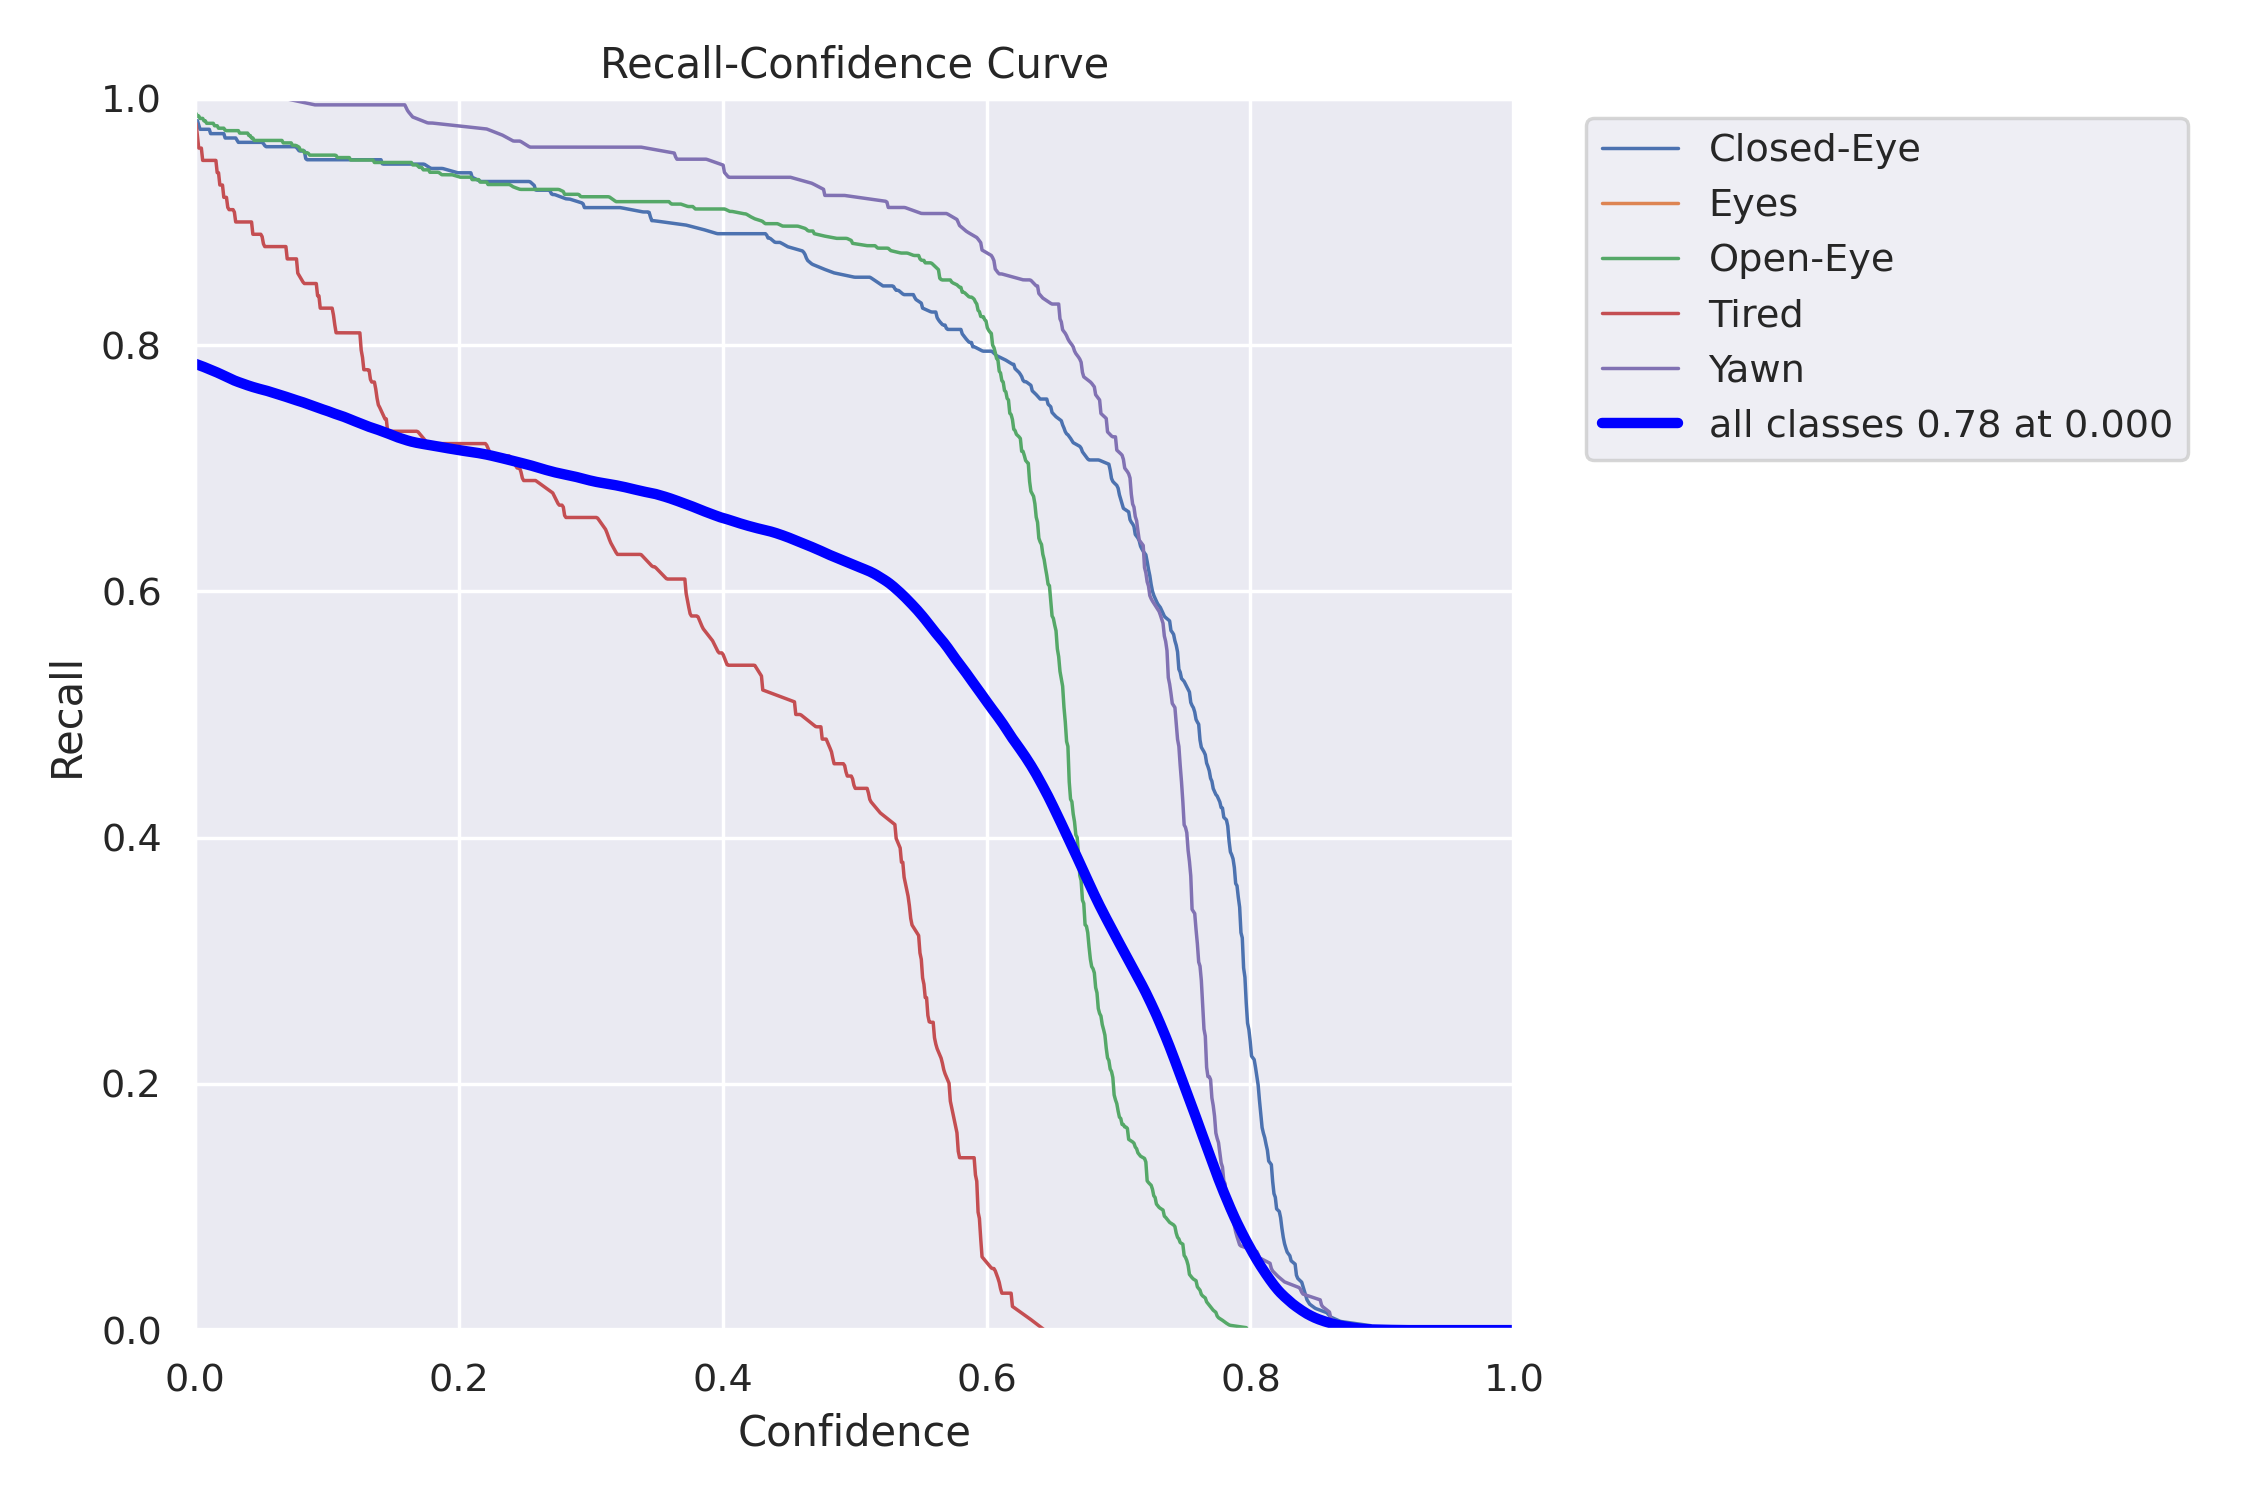 Recall-Confidence Curve
1.0
0.8
0.6
0.4
0.2
0.0
Recall
0.0 0.2 0.4 0.6 0.8 1.0
Confidence
Closed-Eye
Eyes
Open-Eye
Tired
Yawn
all classes 0.78 at 0.000